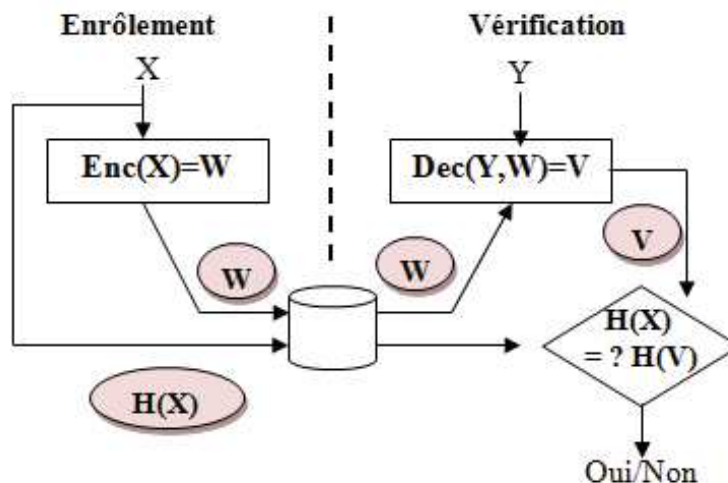 Enrôlement
Vérification
X
Y
Enc(X)=W
Dec(Y,W)=V
V
W
W
H(X)
= ? H(V)
H(X)
Oui/Non